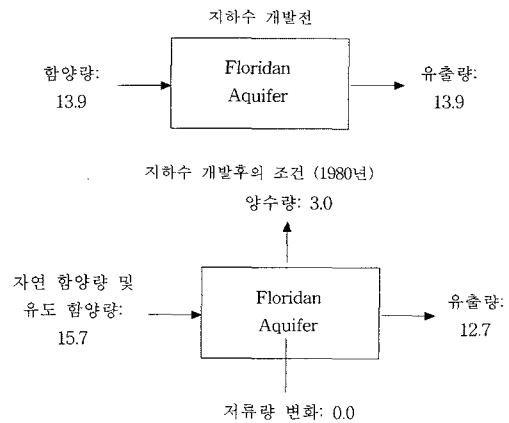 지하수 개발전
함양량:
13.9
Floridan
Aquifer
유출량:
13.9
지하수 개발후의 조건 (1980년)
양수량: 3.0
자연 함양량 및
유도 함양량:
15.7
Floridan
Aquifer
유출량:
12.7
저류량 변화: 0.0